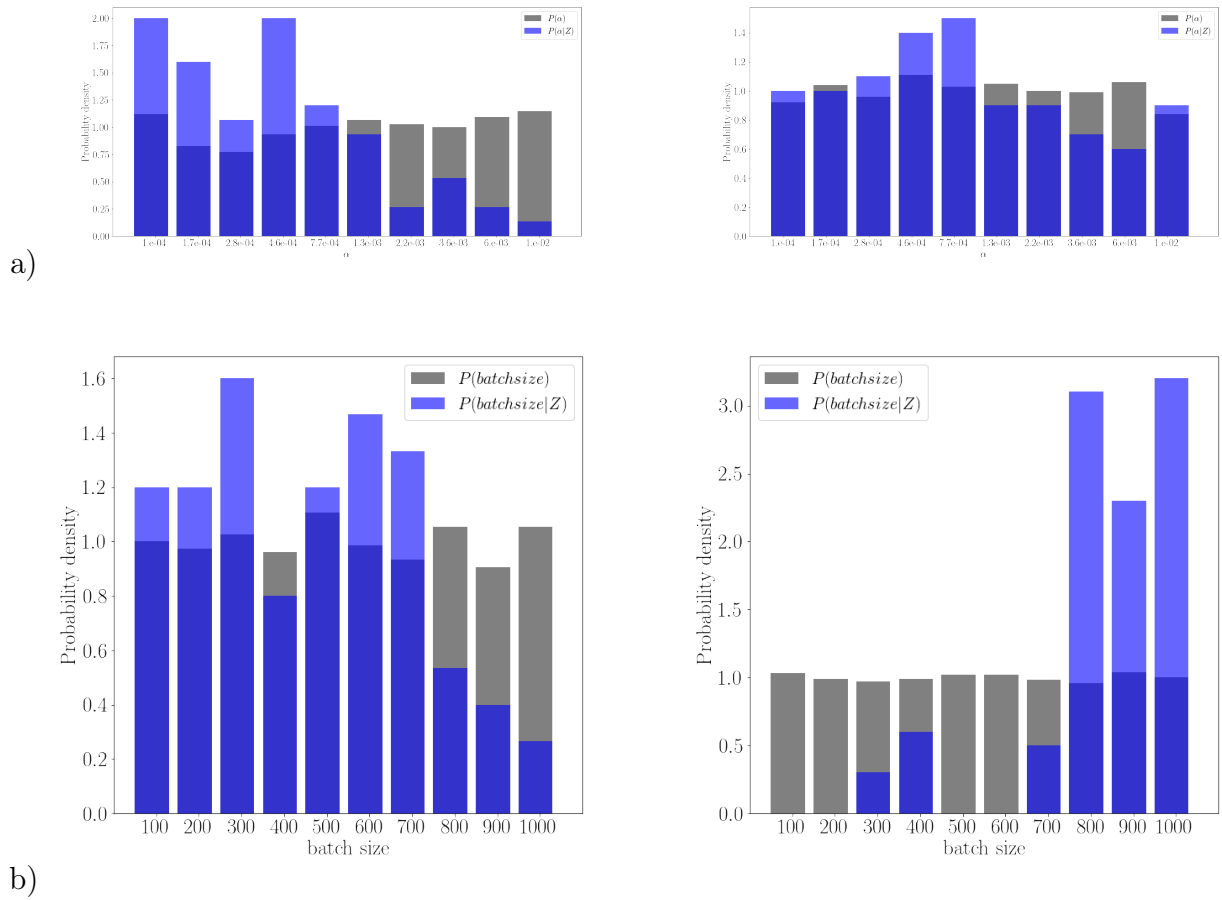 2.00
1.75
1.50
1.25
1.00
0.75
0.50
0.25
0.00
Probability density
P(α)
P(α|Z)
1.e-04 1.7e-04 2.8e-04 4.6e-04 7.7e-04 1.3e-03 2.2e-03 3.6e-03 6.e-03 1.e-02
α
1.4
1.2
1.0
0.8
0.6
0.4
0.2
0.0
Probability density
P(α)
P(α|Z)
1.e-04 1.7e-04 2.8e-04 4.6e-04 7.7e-04 1.3e-03 2.2e-03 3.6e-03 6.e-03 1.e-02
α
a)
1.6
1.4
1.2
1.0
0.8
0.6
0.4
0.2
0.0
Probability density
P(batchsize)
P(batchsize|Z)
100 200 300 400 500 600 700 800 900 1000
batch size
3.0
2.5
2.0
1.5
1.0
0.5
0.0
Probability density
P(batchsize)
P(batchsize|Z)
100 200 300 400 500 600 700 800 900 1000
batch size
b)